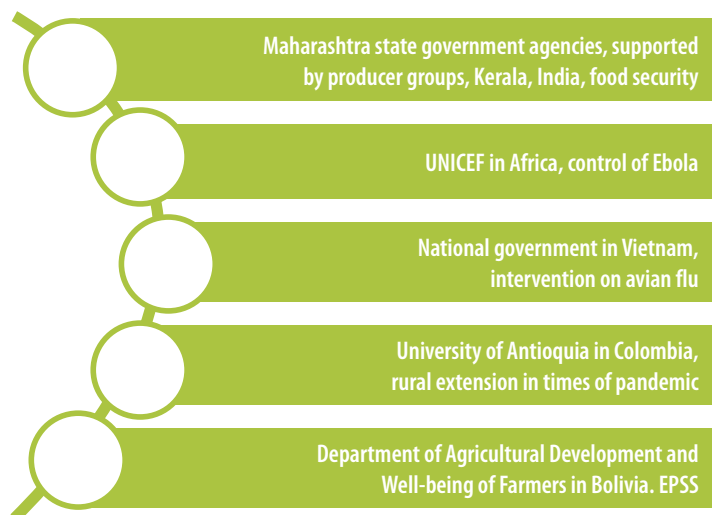 Maharashtra state government agencies, supported
by producer groups, Kerala, India, food security
UNICEF in Africa, control of Ebola
National government in Vietnam,
intervention on avian flu
University of Antioquia in Colombia,
rural extension in times of pandemic
Department of Agricultural Development and
Well-being of Farmers in Bolivia. EPSS